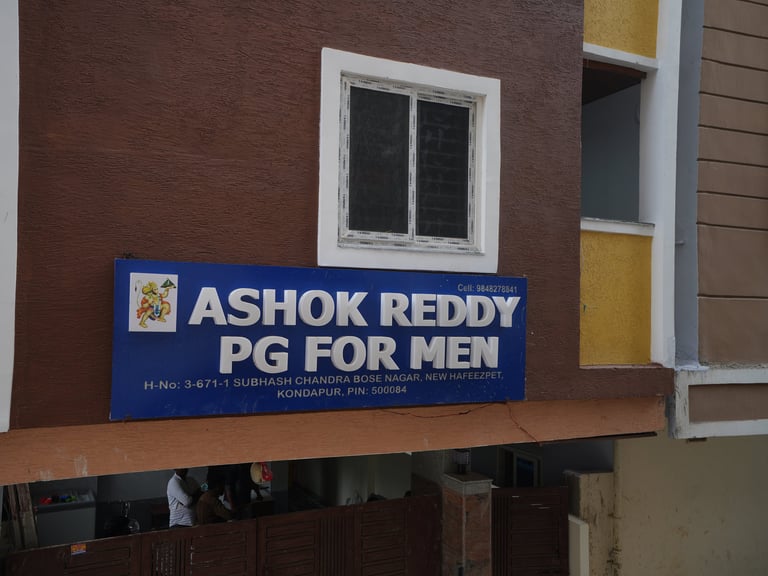 Cell: 9848278841
ASHOK REDDY
PG FOR MEN
H-No: 3-671-1 SUBHASH CHANDRA BOSE NAGAR, NEW HAFEEZPET,
KONDAPUR, PIN: 500084